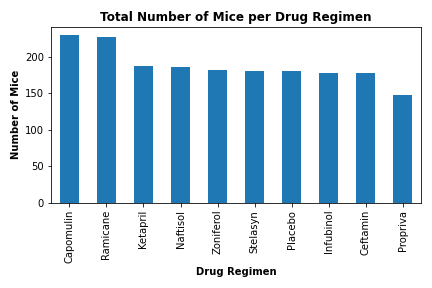 Total Number of Mice per Drug Regimen
Number of Mice
200
150
100
50
0
Capomulin
Ramicane
Ketapril
Naftisol
Zoniferol
Stelasyn
Placebo
Infubinol
Ceftamin
Propriva
Drug Regimen